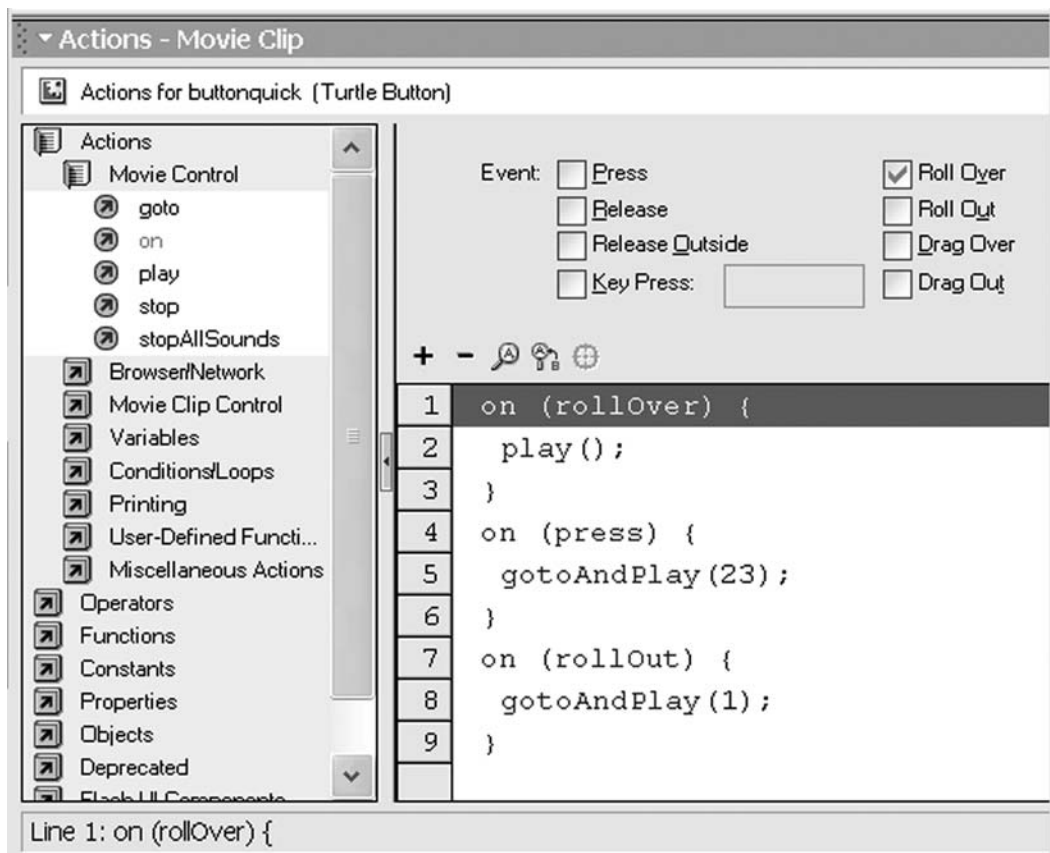 Actions - Movie Clip
Actions for buttonquick (Turtle Button)
Actions
Movie Control
goto
on
play
stop
stopAllSounds
Browser/Network
Movie Clip Control
Variables
Conditions/Loops
Printing
User-Defined Functi...
Miscellaneous Actions
Operators
Functions
Constants
Properties
Objects
Deprecated
Flash UI Components
Event: Press Roll Over
Release Roll Out
Release Outside Drag Over
Key Press: Drag Out
1 on (rollOver) {
2 play();
3 }
4 on (press) {
5 gotoAndPlay(23);
6 }
7 on (rollOut) {
8 gotoAndPlay(1);
9 }
Line 1: on (rollOver) {